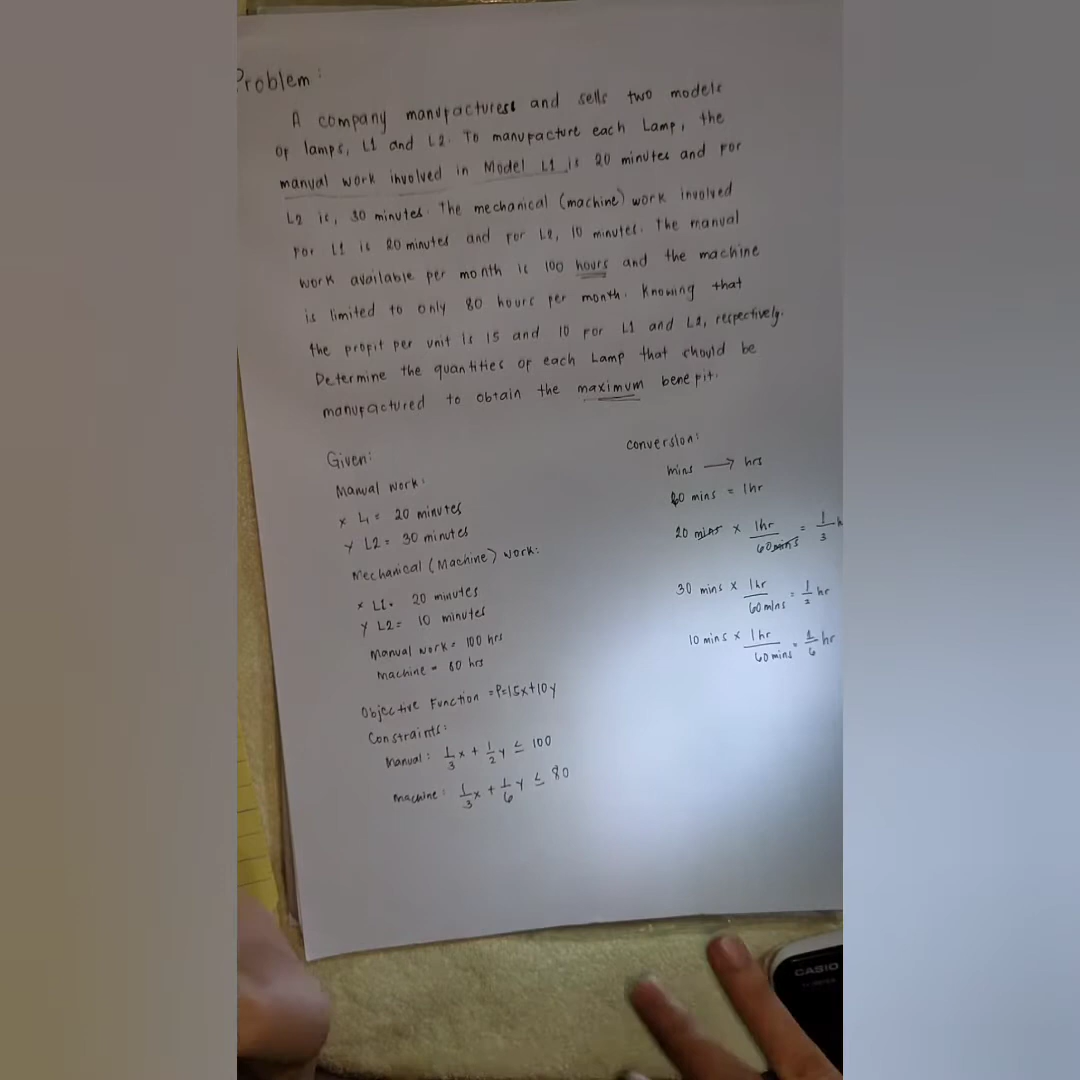 Problem:
A company manufactures and sells two models
of lamps, L1 and L2. To manufacture each Lamp, the
manual work involved in Model L1 is 20 minutes and for
L2 is, 30 minutes. The mechanical (machine) work involved
for L1 is 20 minutes and for L2, 10 minutes. The manual
work available per month is 100 hours and the machine
is limited to only 80 hours per month. Knowing that
the profit per unit is 15 and 10 for L1 and L2, respectively.
Determine the quantities of each Lamp that should be
manufactured to obtain the maximum benefit.
Given:
Manual work:
x L1 = 20 minutes
y L2 = 30 minutes
Mechanical (Machine) work:
x L1= 20 minutes
y L2= 10 minutes
Manual work= 100 hrs
Machine = 80 hrs
Objective Function =P=15x+10y
Constraints:
Manual: 1/3 x + 1/2 y ≤ 100
machine: 1/3 x + 1/6 y ≤ 80
Conversion:
mins → hrs
60 mins = 1hr
20 mins x 1hr/60mins = 1/3 h
30 mins x 1hr/60mins = 1/2 hr
10 mins x 1hr/60mins = 1/6 hr
CASIO